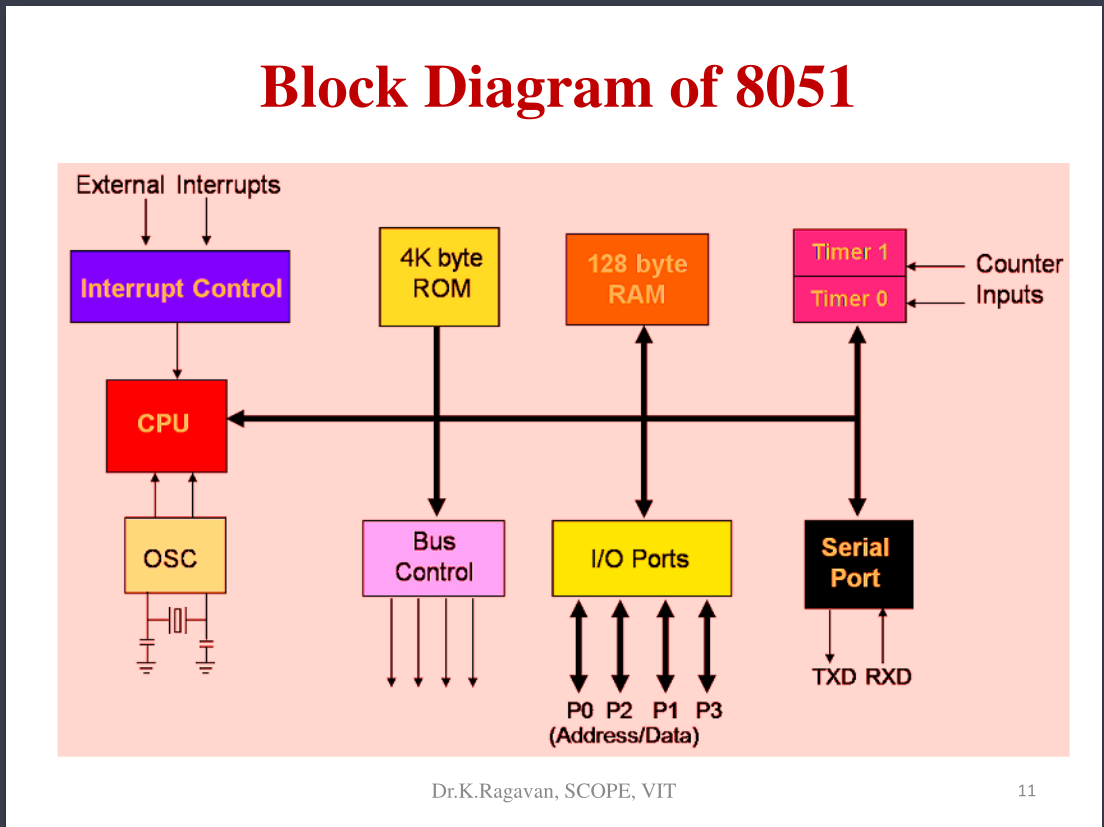 Block Diagram of 8051
External Interrupts
Interrupt Control
4K byte
ROM
128 byte
RAM
Timer 1
Timer 0
Counter
Inputs
CPU
OSC
Bus
Control
I/O Ports
Serial
Port
P0 P2 P1 P3
(Address/Data)
TXD RXD
Dr.K.Ragavan, SCOPE, VIT
11